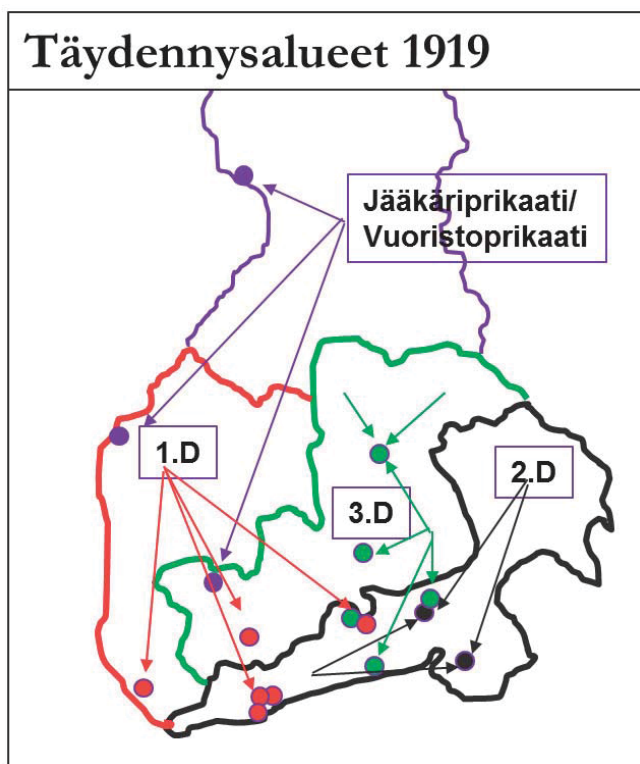 Täydennysalueet 1919
Jääkäriprikaati/
Vuoristoprikaati
1.D
2.D
3.D